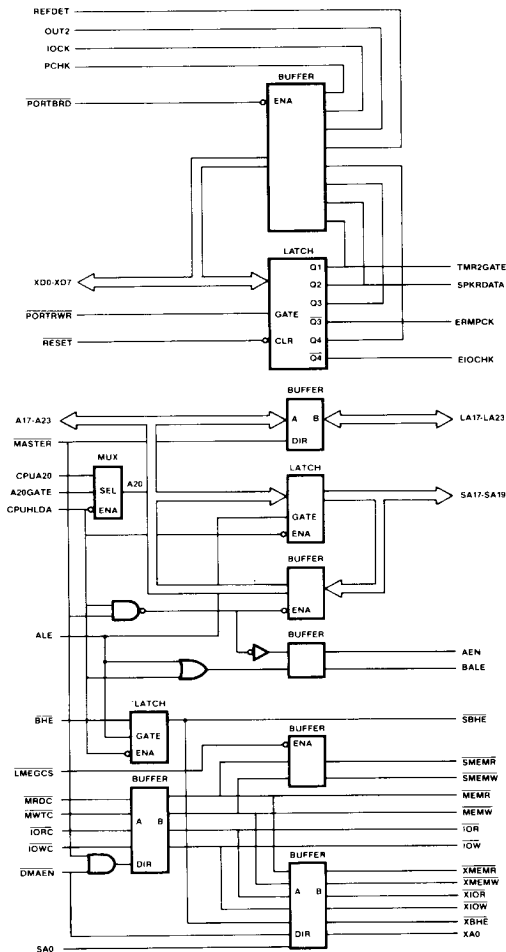 REFDET
OUT2
IOCK
PCHK
BUFFER
PORTBRD
ENA
LATCH
XD0-XD7
Q1
TMR2GATE
Q2
SPKRDATA
Q3
PORTRWR
GATE
Q3
ERMPCK
RESET
CLR
Q4
Q4
EIOCHK
BUFFER
A17-A23
A B
LA17-LA23
MASTER
DIR
MUX
LATCH
CPUA20
A20GATE
SEL
A20
SA17-SA19
CPUHLDA
ENA
GATE
ENA
BUFFER
ENA
ALE
BUFFER
AEN
BALE
LATCH
BHE
SBHE
GATE
BUFFER
ENA
ENA
LMEGCS
SMEMR
BUFFER
SMEMW
MRDC
MEMR
MWTC
A B
MEMW
IORC
IOR
IOWC
IOW
BUFFER
DIR
DMAEN
XMEMR
A B
XMEMW
XIOR
XIOW
XBHE
DIR
XA0
SA0